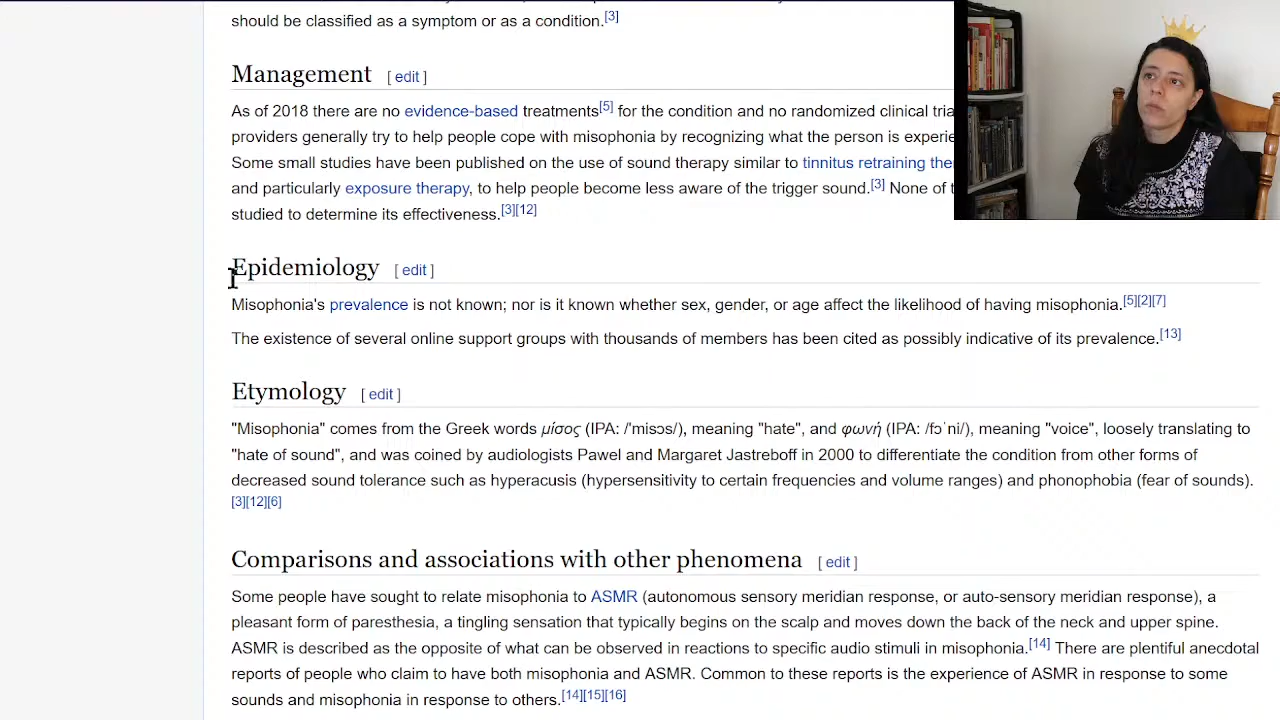 should be classified as a symptom or as a condition.[3]
Management [ edit ]
As of 2018 there are no evidence-based treatments[5] for the condition and no randomized clinical
providers generally try to help people cope with misophonia by recognizing what the person is
Some small studies have been published on the use of sound therapy similar to tinnitus retraining
and particularly exposure therapy, to help people become less aware of the trigger sound.[3] None of
studied to determine its effectiveness.[3][12]
Epidemiology [ edit ]
Misophonia's prevalence is not known; nor is it known whether sex, gender, or age affect the likelihood of having misophonia.[5][2][7]
The existence of several online support groups with thousands of members has been cited as possibly indicative of its prevalence.[13]
Etymology [ edit ]
"Misophonia" comes from the Greek words μίσος (IPA: /'misɔs/), meaning "hate", and φωνή (IPA: /fɔˈni/), meaning "voice", loosely translating to
"hate of sound", and was coined by audiologists Pawel and Margaret Jastreboff in 2000 to differentiate the condition from other forms of
decreased sound tolerance such as hyperacusis (hypersensitivity to certain frequencies and volume ranges) and phonophobia (fear of sounds).
[3][12][6]
Comparisons and associations with other phenomena [ edit ]
Some people have sought to relate misophonia to ASMR (autonomous sensory meridian response, or auto-sensory meridian response), a
pleasant form of paresthesia, a tingling sensation that typically begins on the scalp and moves down the back of the neck and upper spine.
ASMR is described as the opposite of what can be observed in reactions to specific audio stimuli in misophonia.[14] There are plentiful anecdotal
reports of people who claim to have both misophonia and ASMR. Common to these reports is the experience of ASMR in response to some
sounds and misophonia in response to others.[14][15][16]